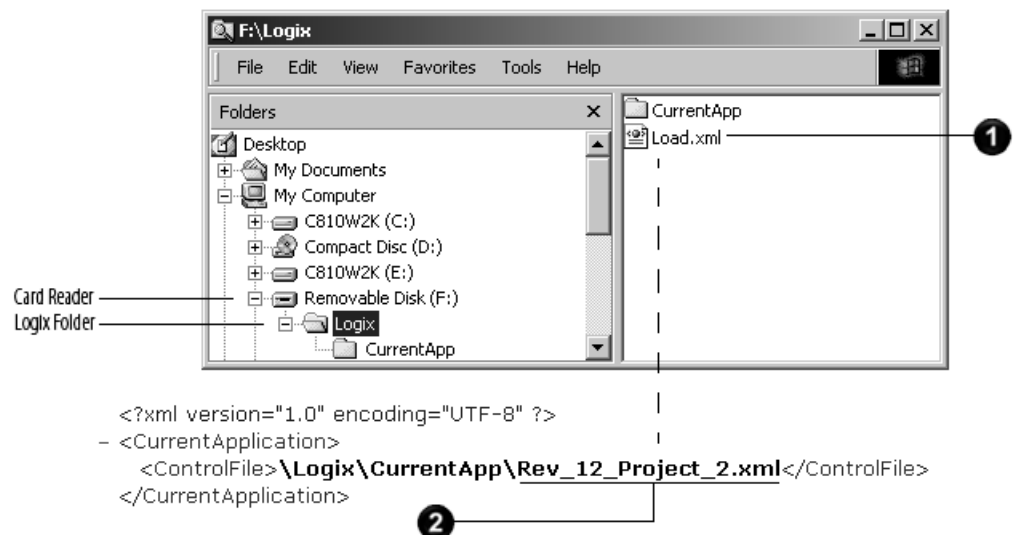 F:\Logix
File Edit View Favorites Tools Help
Folders
Desktop
My Documents
My Computer
C810W2K (C:)
Compact Disc (D:)
C810W2K (E:)
Removable Disk (F:)
Logix
CurrentApp
CurrentApp
Load.xml
1
Card Reader
Logix Folder
<?xml version="1.0" encoding="UTF-8" ?>
– <CurrentApplication>
<ControlFile>\Logix\CurrentApp\Rev_12_Project_2.xml</ControlFile>
</CurrentApplication>
2